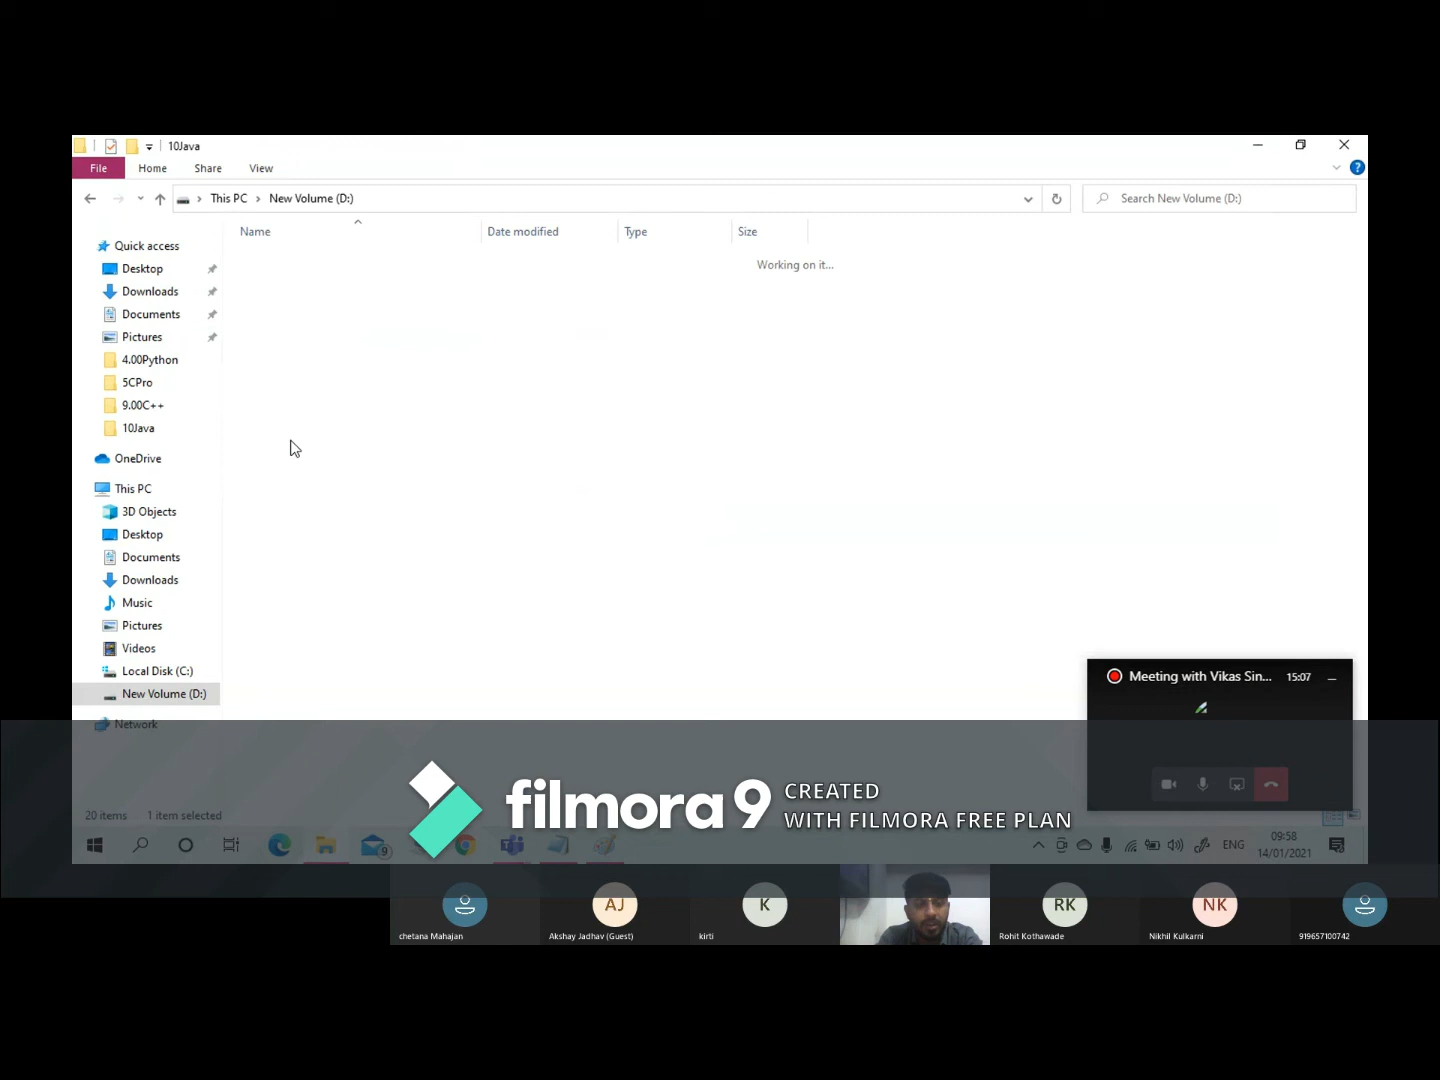 10Java
File
Home
Share
View
?
This PC
New Volume (D:)
Search New Volume (D:)
Name
Date modified
Type
Size
Working on it...
Quick access
Desktop
Downloads
Documents
Pictures
4.00Python
5CPro
9.00C++
10Java
OneDrive
This PC
3D Objects
Desktop
Documents
Downloads
Music
Pictures
Videos
Local Disk (C:)
New Volume (D:)
Network
Meeting with Vikas Sin...
15:07
20 items
1 item selected
filmora9
CREATED
WITH FILMORA FREE PLAN
9
ENG
09:58
14/01/2021
AJ
K
RK
NK
chetana Mahajan
Akshay Jadhav (Guest)
kirti
Rohit Kothawade
Nikhil Kulkarni
919657100742